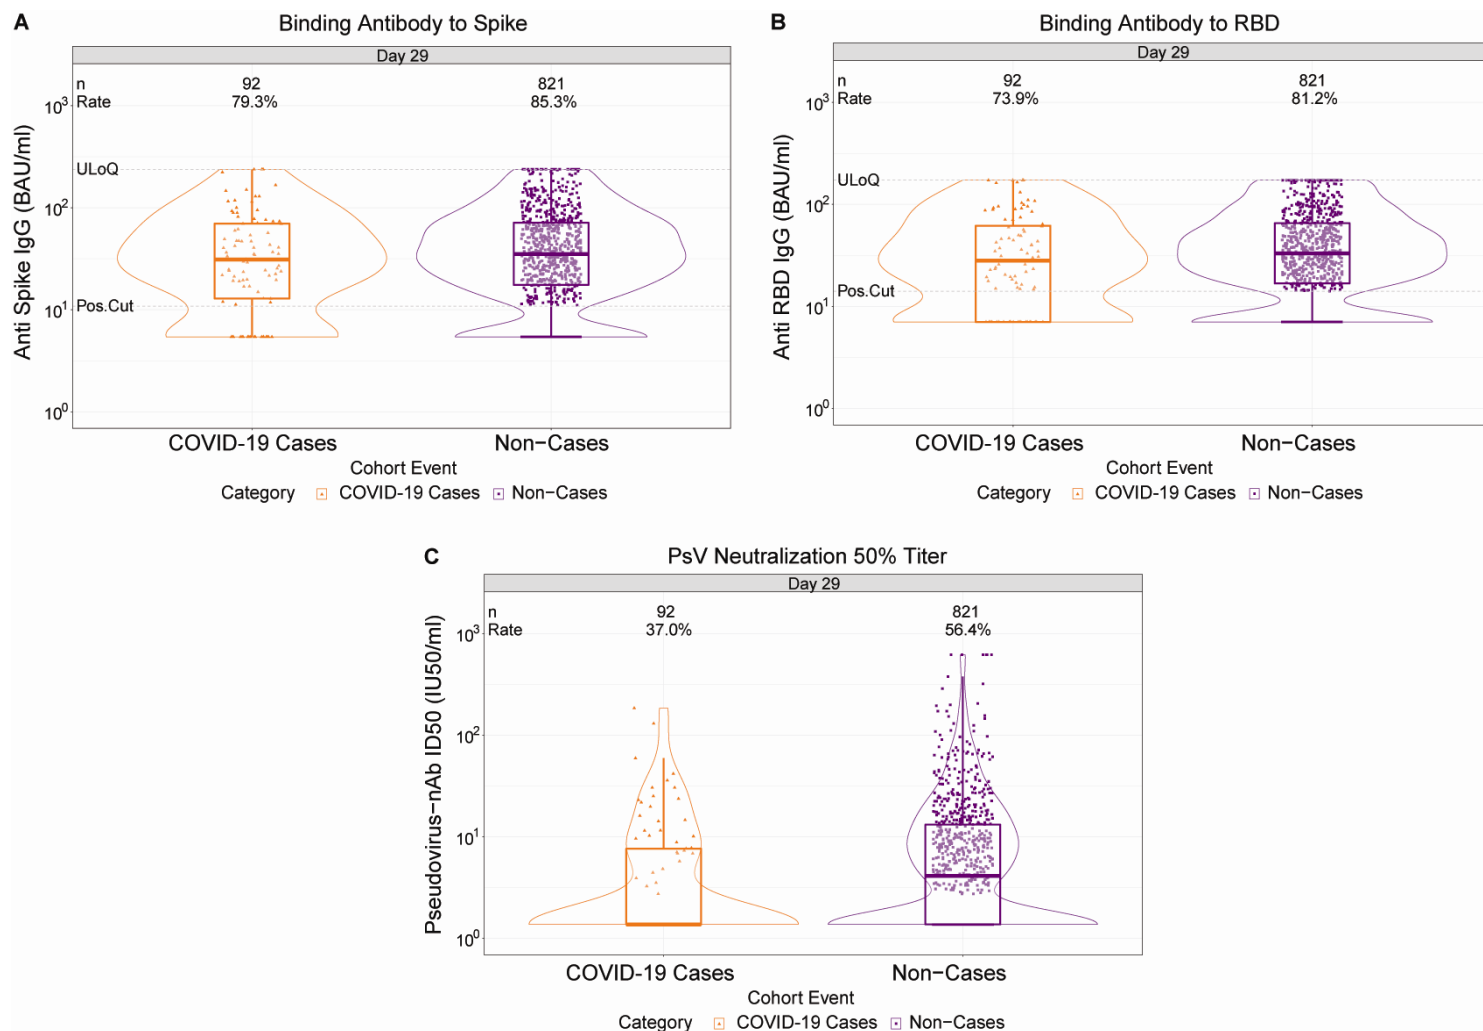 A
Binding Antibody to Spike
Day 29
n 92 821
Rate 79.3% 85.3%
10³
ULoQ
10²
Pos.Cut
10¹
10⁰
Anti Spike IgG (BAU/ml)
COVID-19 Cases Non-Cases
Cohort Event
Category COVID-19 Cases Non-Cases
B
Binding Antibody to RBD
Day 29
n 92 821
Rate 73.9% 81.2%
10³
ULoQ
10²
Pos.Cut
10¹
10⁰
Anti RBD IgG (BAU/ml)
COVID-19 Cases Non-Cases
Cohort Event
Category COVID-19 Cases Non-Cases
C
PsV Neutralization 50% Titer
Day 29
n 92 821
Rate 37.0% 56.4%
10³
10²
10¹
10⁰
Pseudovirus-nAb ID50 (IU50/ml)
COVID-19 Cases Non-Cases
Cohort Event
Category COVID-19 Cases Non-Cases